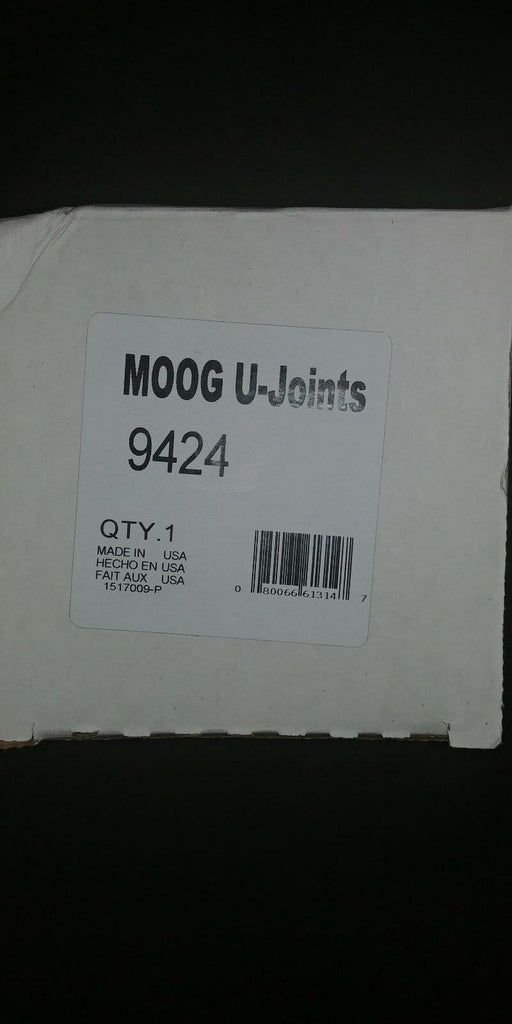 MOOG U-Joints
9424
QTY.1
MADE IN USA
HECHO EN USA
FAIT AUX USA
1517009-P
0 80066 61314 7